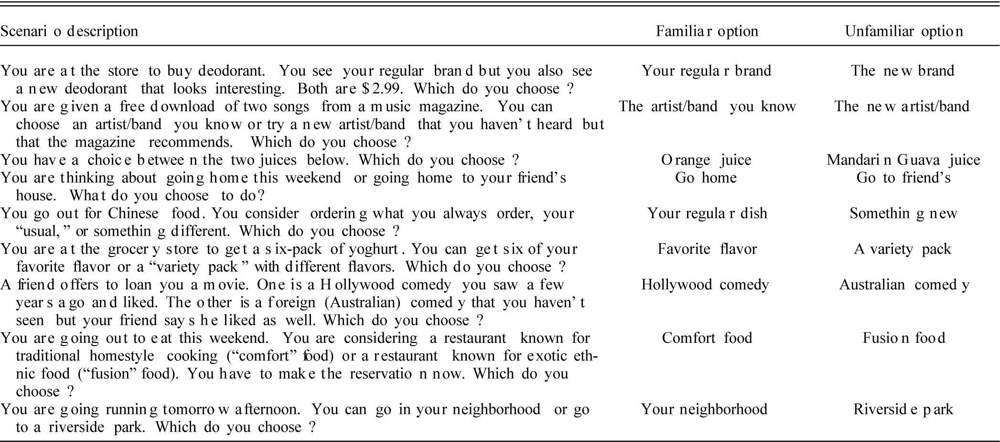 Scenario description Familiar option Unfamiliar option
You are at the store to buy deodorant. You see your regular brand but you also see Your regular brand The new brand
a new deodorant that looks interesting. Both are $2.99. Which do you choose?
You are given a free download of two songs from a music magazine. You can The artist/band you know The new artist/band
choose an artist/band you know or try a new artist/band that you haven't heard but
that the magazine recommends. Which do you choose?
You have a choice between the two juices below. Which do you choose? Orange juice Mandarin Guava juice
You are thinking about going home this weekend or going home to your friend's Go home Go to friend's
house. What do you choose to do?
You go out for Chinese food. You consider ordering what you always order, your Your regular dish Something new
“usual,” or something different. Which do you choose?
You are at the grocery store to get a six-pack of yoghurt. You can get six of your Favorite flavor A variety pack
favorite flavor or a “variety pack” with different flavors. Which do you choose?
A friend offers to loan you a movie. One is a Hollywood comedy you saw a few Hollywood comedy Australian comedy
years ago and liked. The other is a foreign (Australian) comedy that you haven't
seen but your friend says he liked as well. Which do you choose?
You are going out to eat this weekend. You are considering a restaurant known for Comfort food Fusion food
traditional homestyle cooking (“comfort” food) or a restaurant known for exotic eth-
nic food (“fusion” food). You have to make the reservation now. Which do you
choose?
You are going running tomorrow afternoon. You can go in your neighborhood or go Your neighborhood Riverside park
to a riverside park. Which do you choose?